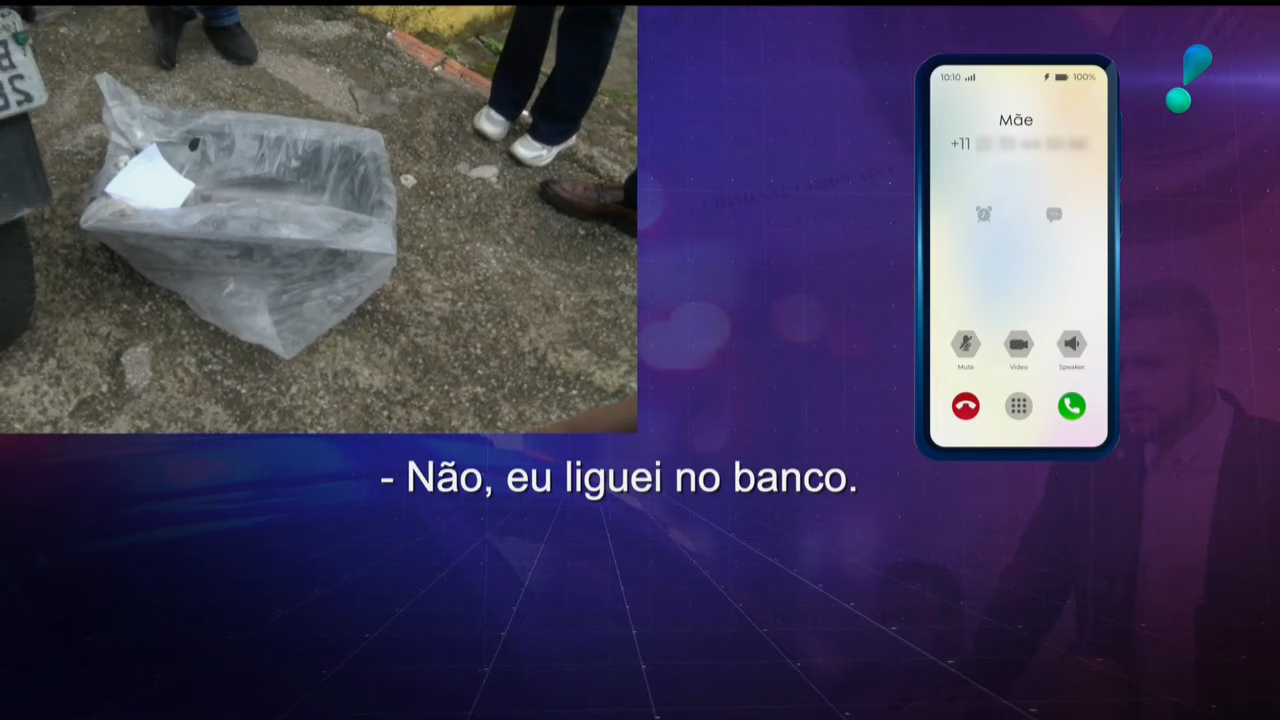 10:10
100%
Mãe
+11
Mute
Video
Speaker
- Não, eu liguei no banco.